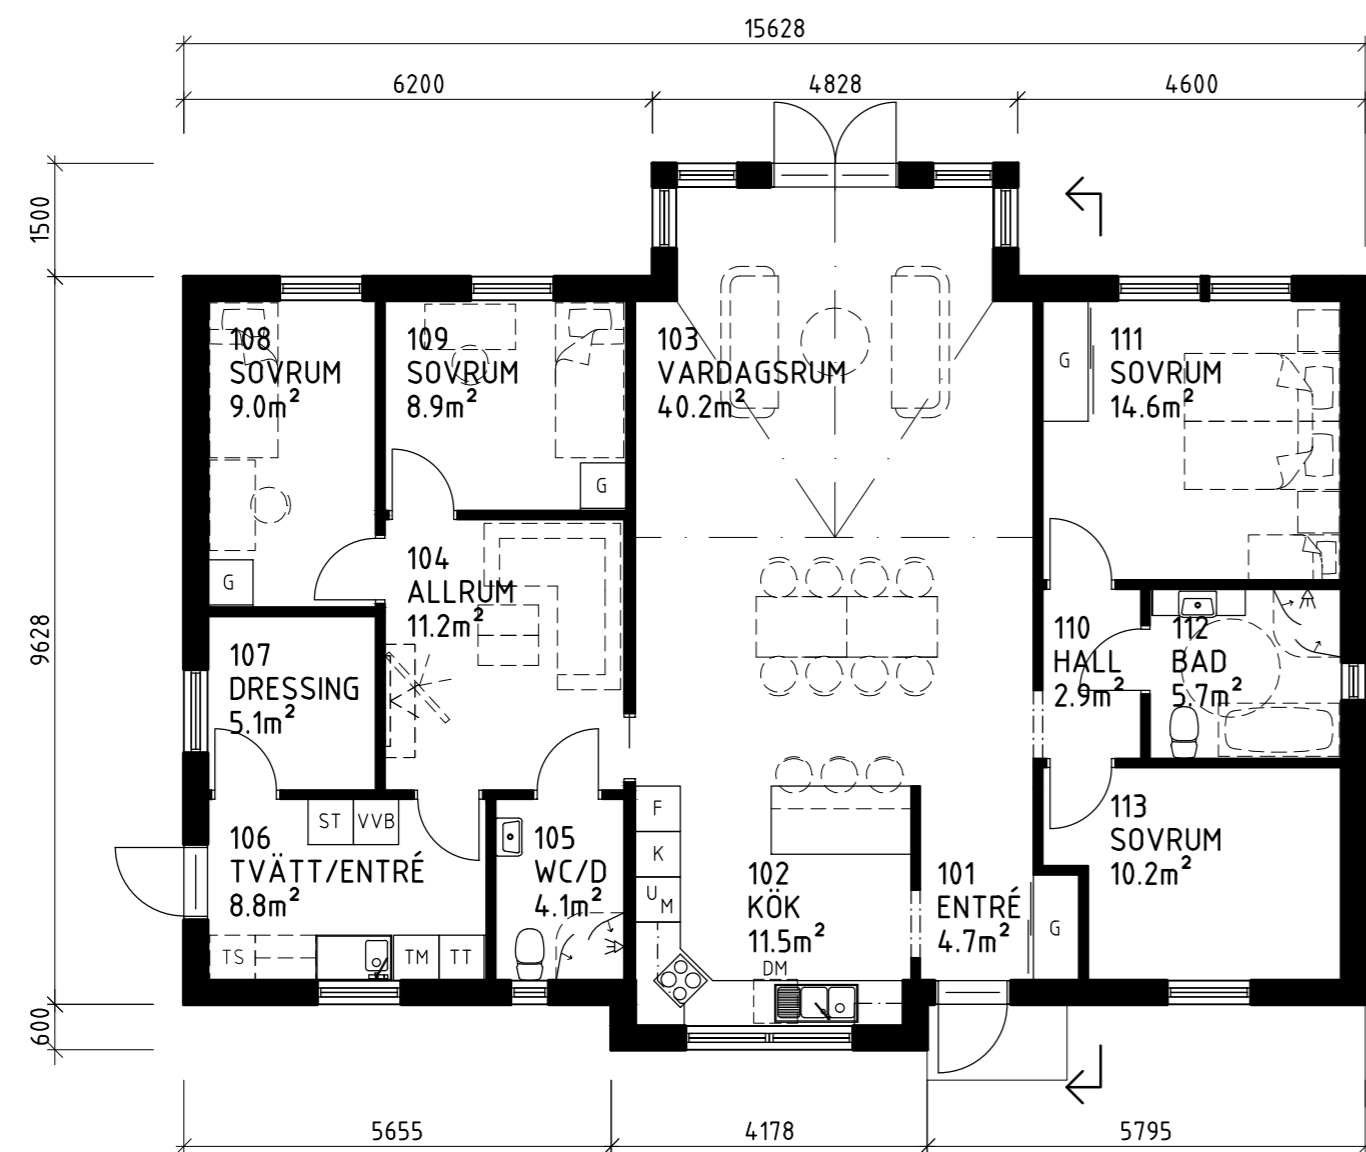 15628
6200
4828
4600
1500
108
SOVRUM
9.0m²
109
SOVRUM
8.9m²
103
VARDAGSRUM
40.2m²
G
111
SOVRUM
14.6m²
G
G
104
ALLRUM
11.2m²
9628
107
DRESSING
5.1m²
110
HALL
2.9m²
112
BAD
5.7m²
ST
VVB
106
TVÄTT/ENTRÉ
8.8m²
105
WC/D
4.1m²
F
K
U
M
102
KÖK
11.5m²
101
ENTRÉ
4.7m²
113
SOVRUM
10.2m²
G
TS
TM
TT
DM
600
5655
4178
5795